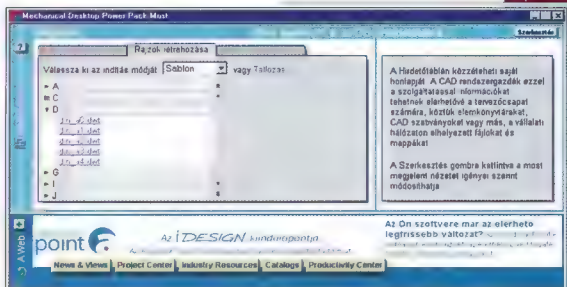 Mechanical Desktop Power Pack Most
Szerkesztés
Rajzok létrehozása
Válassza ki az indítás módját Sablon vagy Tallózás
A
C
D
G
I
J
A Hirdetőtáblán közzéteheti saját
honlapját. A CAD rendszergazdák ezzel
a szolgáltatással információkat
tehetnek elérhetővé a tervezőcsapat
számára, köztük elemkönyvtárakat,
CAD szabványokat vagy más, a vállalati
hálózaton elhelyezett fájlokat és
mappákat
A Szerkesztés gombra kattintva a most
megjelent nézetet igényei szerint
módosíthatja
A Web
point
Az iDESIGN kiindulópontja
Az Ön szoftvere már az elérhető
legfrissebb változat?
News & Views Project Center Industry Resources Catalogs Productivity Center